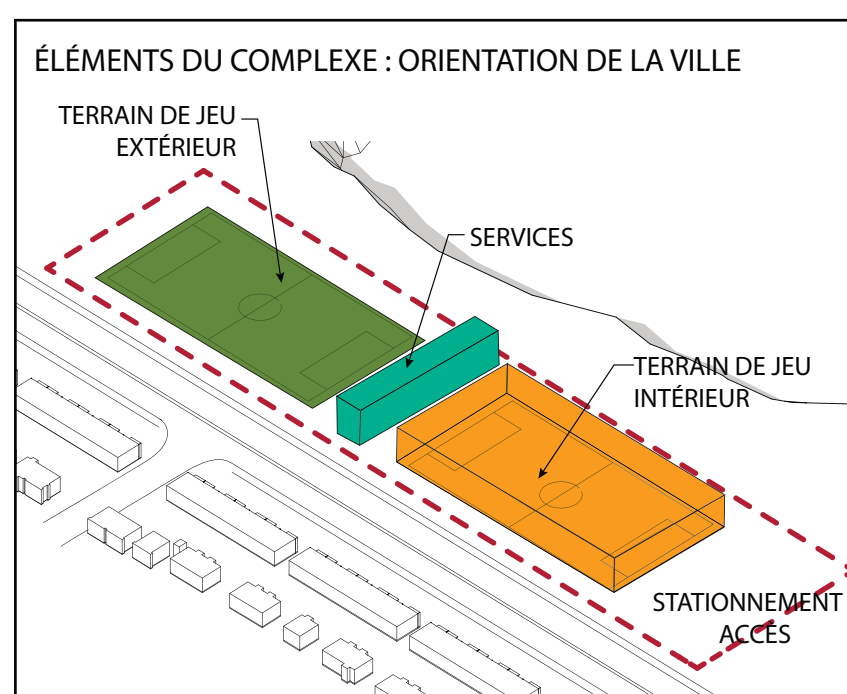 ÉLÉMENTS DU COMPLEXE : ORIENTATION DE LA VILLE
TERRAIN DE JEU
EXTÉRIEUR
SERVICES
TERRAIN DE JEU
INTÉRIEUR
STATIONNEMENT
ACCÈS